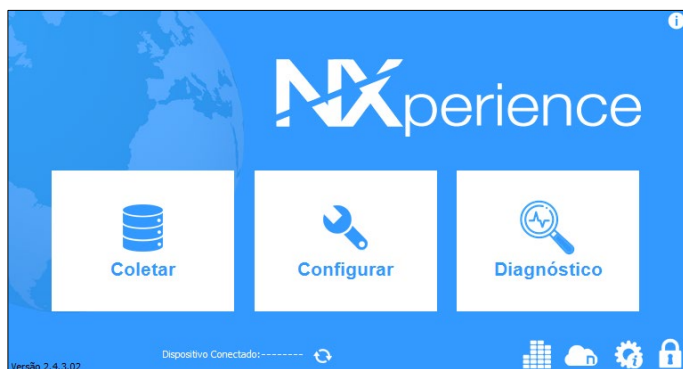 NXperience
Coletar
Configurar
Diagnóstico
Dispositivo Conectado:--------
Versão 2.4.3.02